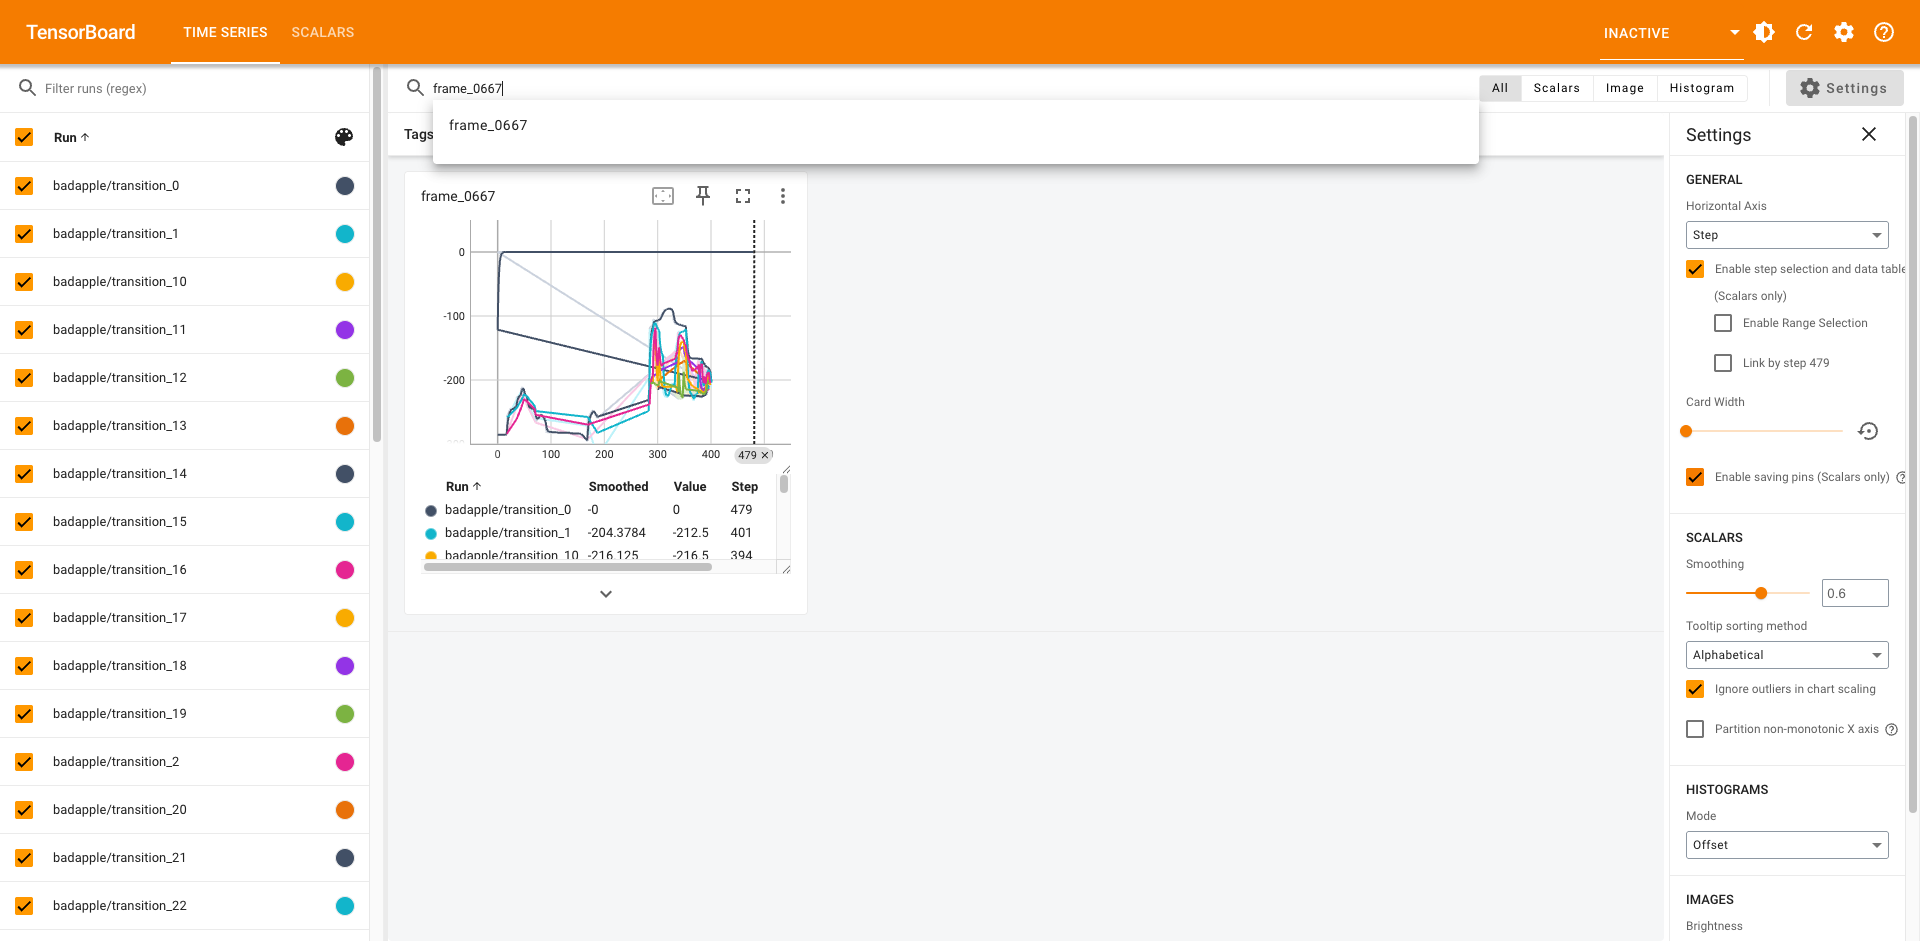 TensorBoard
TIME SERIES
SCALARS
INACTIVE
Filter runs (regex)
frame_0667
All
Scalars
Image
Histogram
Settings
frame_0667
Run
Tags
Settings
badapple/transition_0
badapple/transition_1
badapple/transition_10
badapple/transition_11
badapple/transition_12
badapple/transition_13
badapple/transition_14
badapple/transition_15
badapple/transition_16
badapple/transition_17
badapple/transition_18
badapple/transition_19
badapple/transition_2
badapple/transition_20
badapple/transition_21
badapple/transition_22
frame_0667
0
-100
-200
0 100 200 300 400 479
Run Smoothed Value Step
badapple/transition_0 -0 0 479
badapple/transition_1 -204.3784 -212.5 401
badapple/transition_10 -216.125 -216.5 394
GENERAL
Horizontal Axis
Step
Enable step selection and data table
(Scalars only)
Enable Range Selection
Link by step 479
Card Width
Enable saving pins (Scalars only)
SCALARS
Smoothing
0.6
Tooltip sorting method
Alphabetical
Ignore outliers in chart scaling
Partition non-monotonic X axis
HISTOGRAMS
Mode
Offset
IMAGES
Brightness